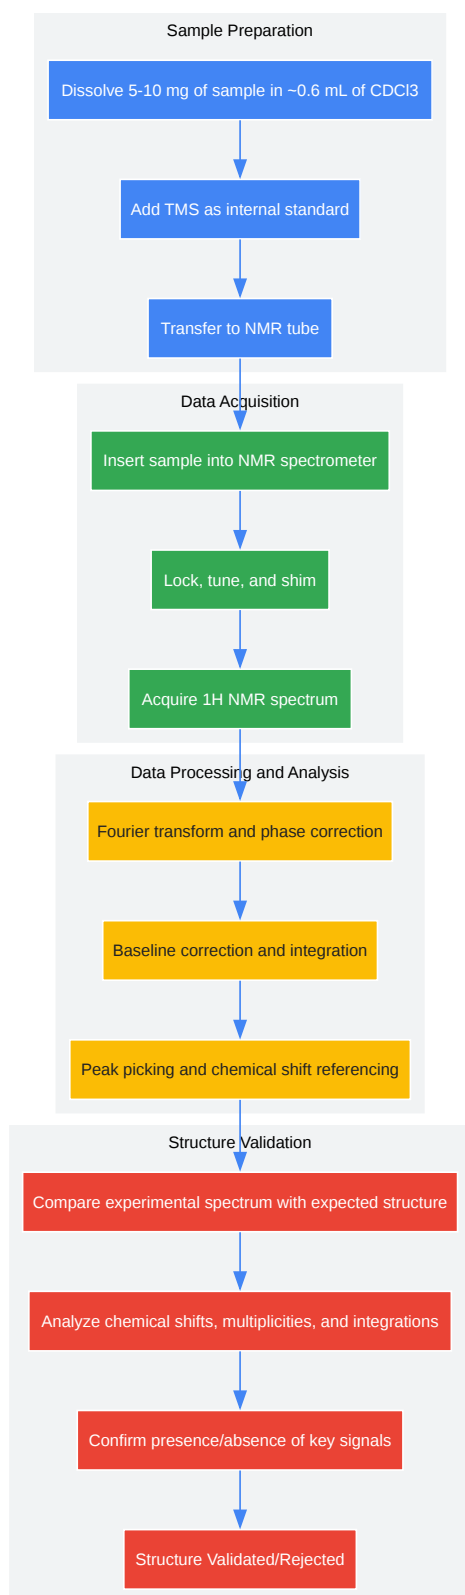 Sample Preparation
Dissolve 5-10 mg of sample in ~0.6 mL of CDCl3
Add TMS as internal standard
Transfer to NMR tube
Data Acquisition
Insert sample into NMR spectrometer
Lock, tune, and shim
Acquire 1H NMR spectrum
Data Processing and Analysis
Fourier transform and phase correction
Baseline correction and integration
Peak picking and chemical shift referencing
Structure Validation
Compare experimental spectrum with expected structure
Analyze chemical shifts, multiplicities, and integrations
Confirm presence/absence of key signals
Structure Validated/Rejected